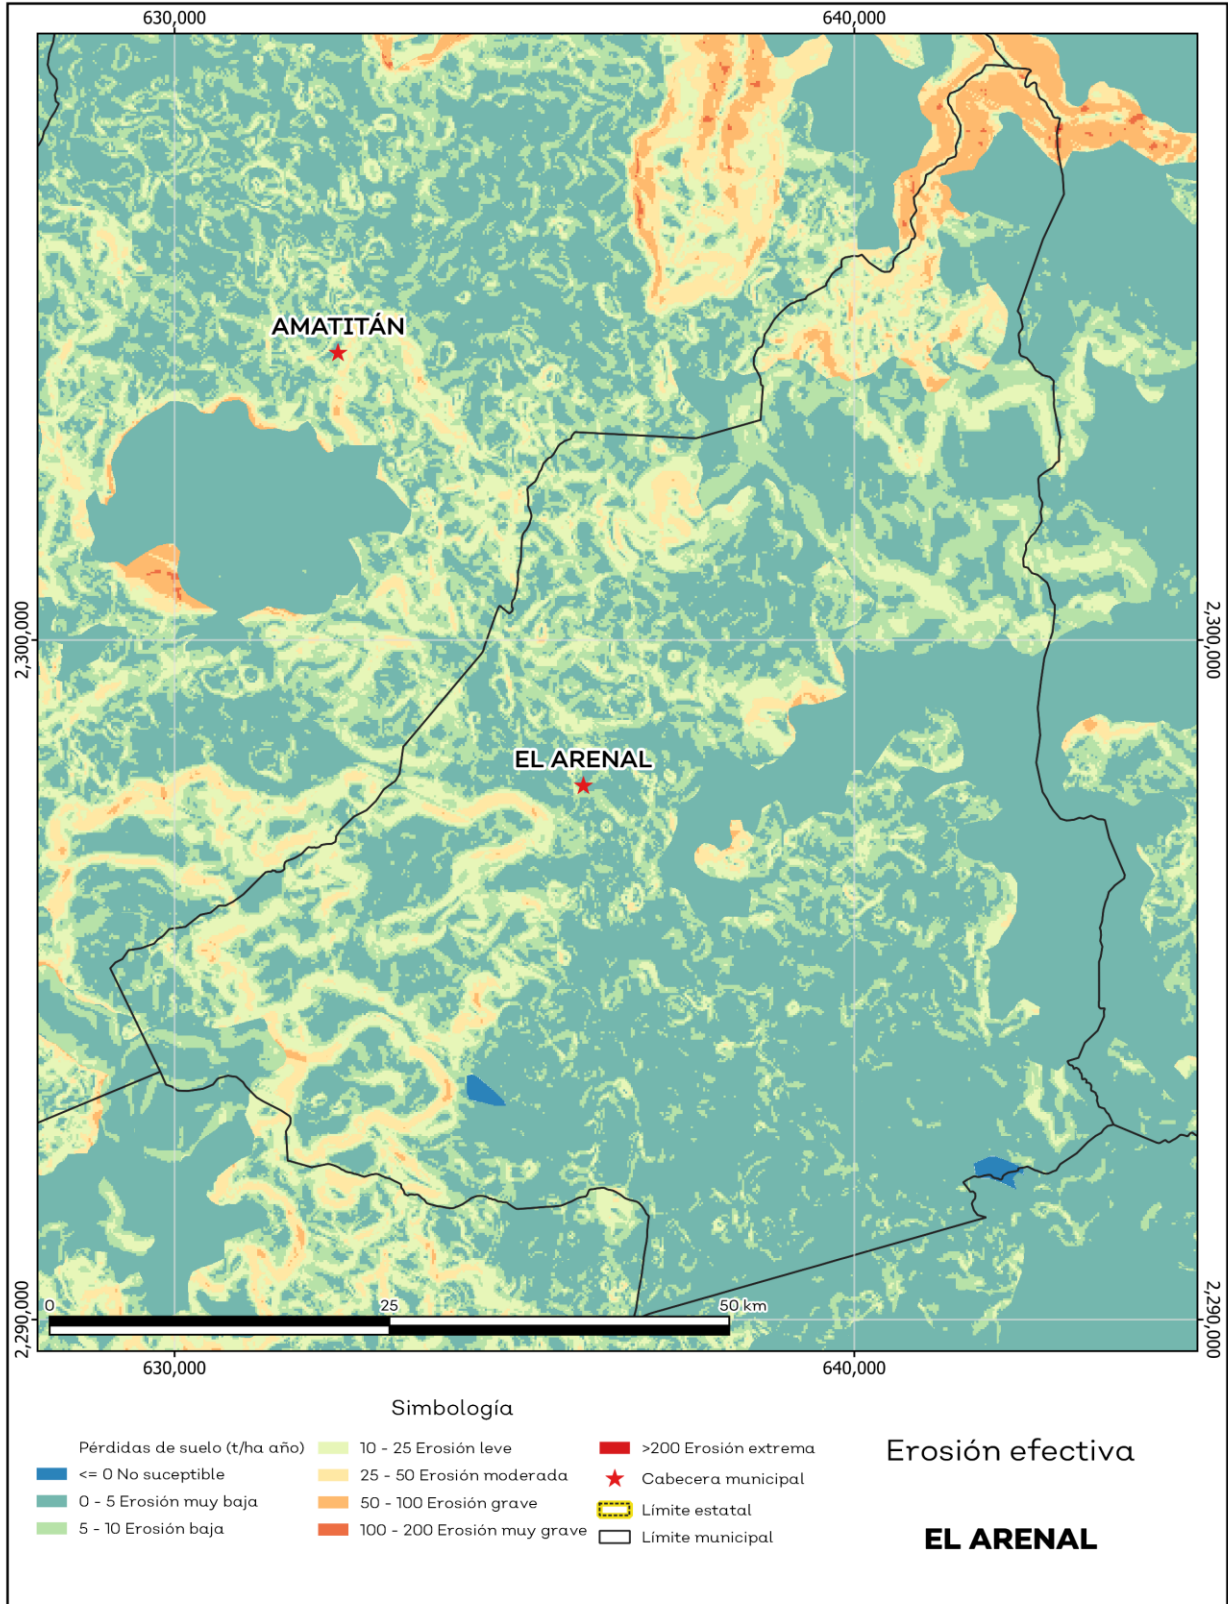 630,000 640,000
AMATITÁN
2,300,000 2,300,000
EL ARENAL
0 25 50 km
2,290,000 2,290,000
630,000 640,000
Simbología
Pérdidas de suelo (t/ha año)
<= 0 No suceptible
0 - 5 Erosión muy baja
5 - 10 Erosión baja
10 - 25 Erosión leve
25 - 50 Erosión moderada
50 - 100 Erosión grave
100 - 200 Erosión muy grave
>200 Erosión extrema
Cabecera municipal
Límite estatal
Límite municipal
Erosión efectiva
EL ARENAL